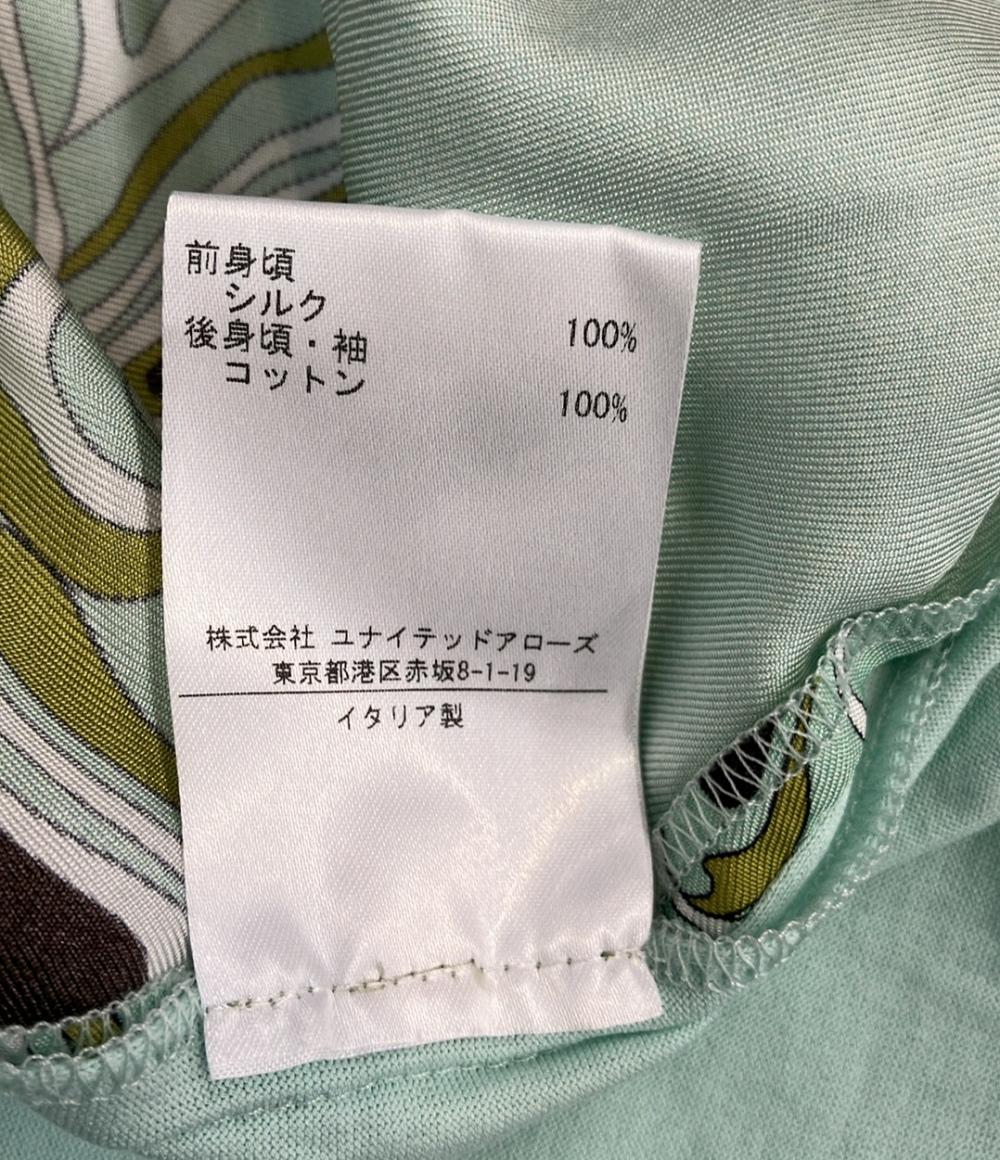 前身頃
シルク 100%
後身頃・袖
コットン 100%
株式会社 ユナイテッドアローズ
東京都港区赤坂8-1-19
イタリア製